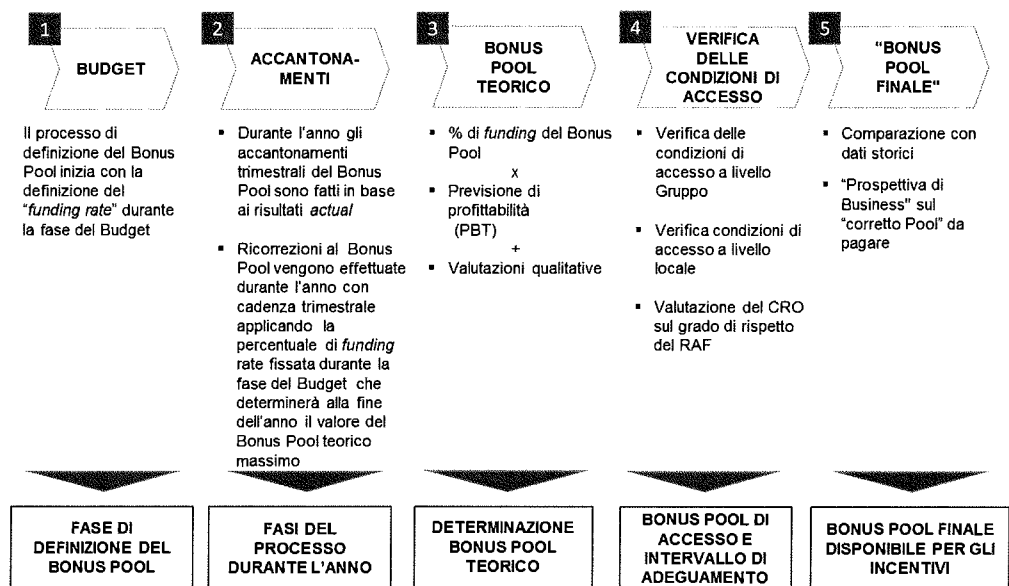 1
BUDGET
Il processo di
definizione del Bonus
Pool inizia con la
definizione del
"funding rate" durante
la fase del Budget
FASE DI
DEFINIZIONE DEL
BONUS POOL
2
ACCANTONA-
MENTI
▪ Durante l'anno gli
accantonamenti
trimestrali del Bonus
Pool sono fatti in base
ai risultati actual
▪ Ricorrezioni al Bonus
Pool vengono effettuate
durante l'anno con
cadenza trimestrale
applicando la
percentuale di funding
rate fissata durante la
fase del Budget che
determinerà alla fine
dell'anno il valore del
Bonus Pool teorico
massimo
FASI DEL
PROCESSO
DURANTE L'ANNO
3
BONUS
POOL
TEORICO
▪ % di funding del Bonus
Pool
x
▪ Previsione di
profittabilità
(PBT)
+
▪ Valutazioni qualitative
DETERMINAZIONE
BONUS POOL
TEORICO
4
VERIFICA
DELLE
CONDIZIONI DI
ACCESSO
▪ Verifica delle
condizioni di
accesso a livello
Gruppo
▪ Verifica condizioni di
accesso a livello
locale
▪ Valutazione del CRO
sul grado di rispetto
del RAF
BONUS POOL DI
ACCESSO E
INTERVALLO DI
ADEGUAMENTO
5
"BONUS
POOL
FINALE"
▪ Comparazione con
dati storici
▪ "Prospettiva di
Business" sul
"corretto Pool" da
pagare
BONUS POOL FINALE
DISPONIBILE PER GLI
INCENTIVI